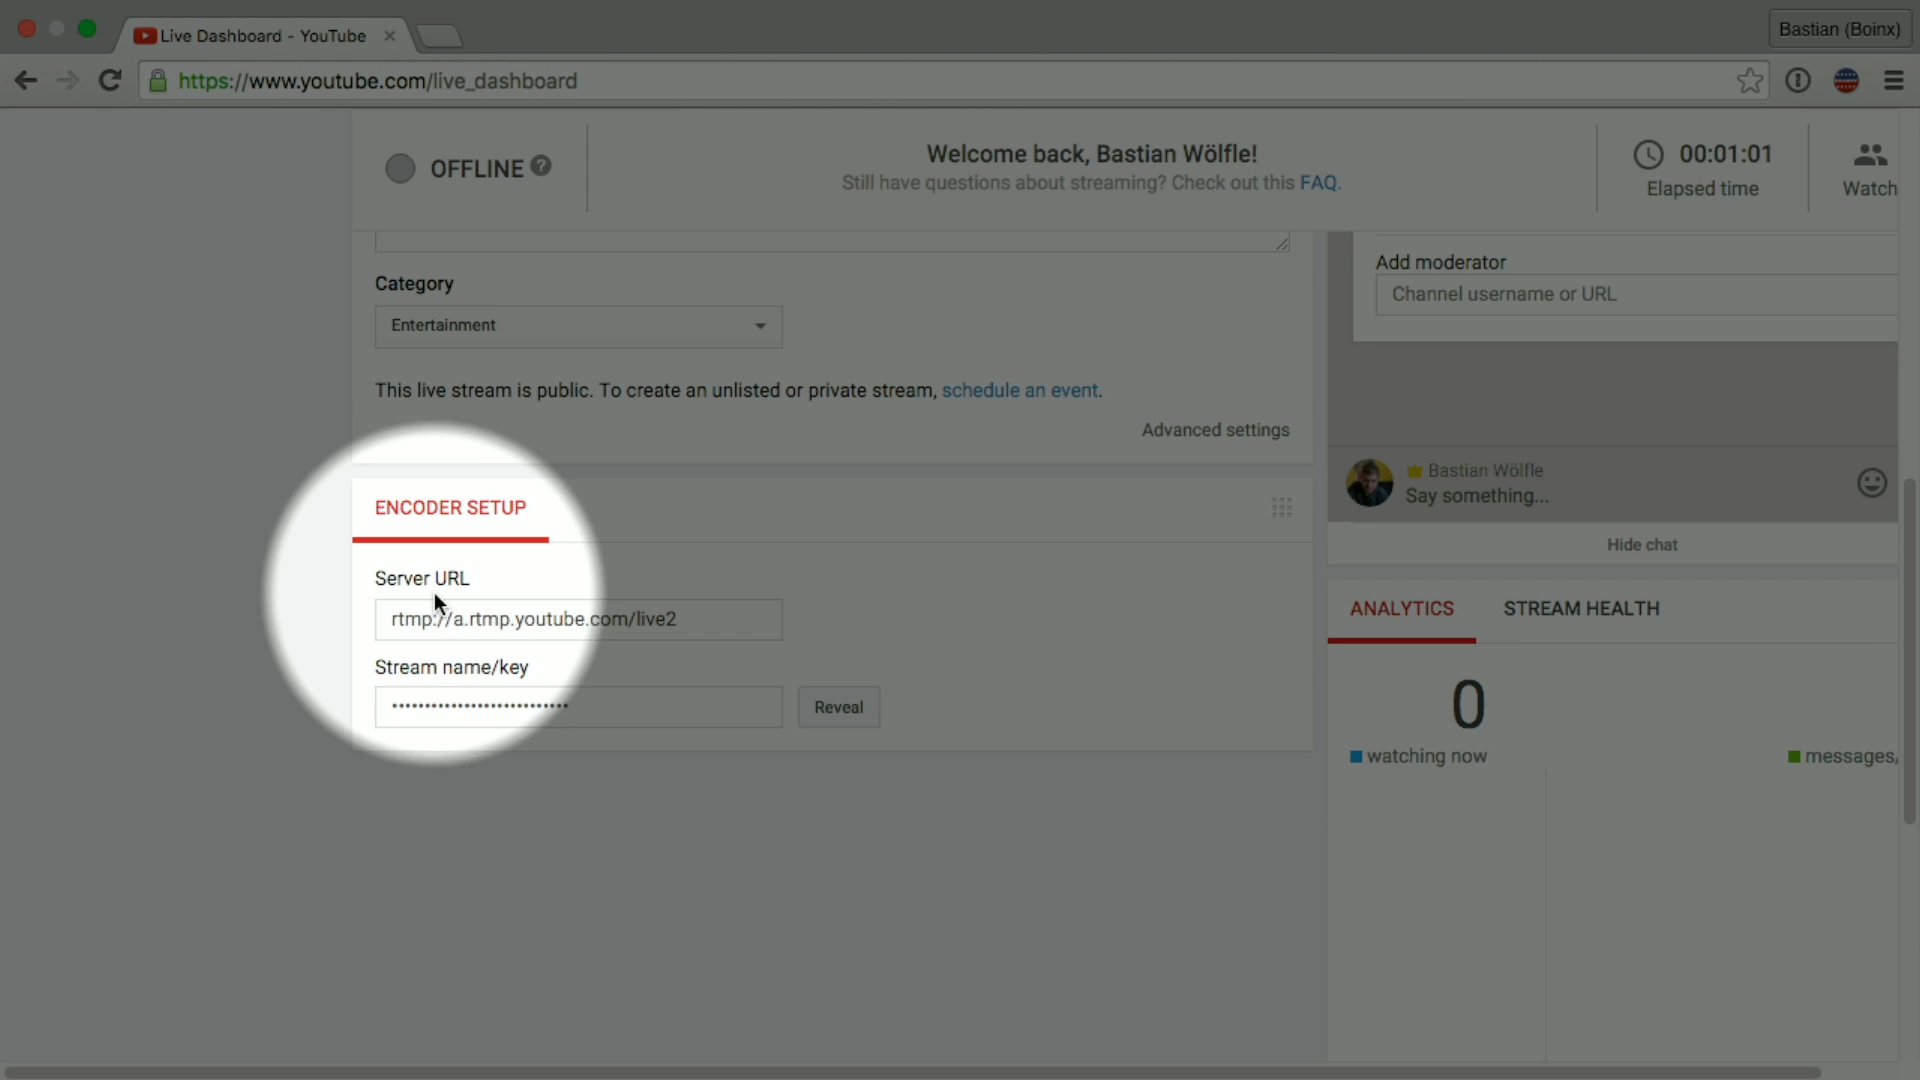 Live Dashboard - YouTube
Bastian (Boinx)
https://www.youtube.com/live_dashboard
OFFLINE
Welcome back, Bastian Wölfle!
Still have questions about streaming? Check out this FAQ.
00:01:01
Elapsed time
Watch
Category
Entertainment
This live stream is public. To create an unlisted or private stream, schedule an event.
Advanced settings
ENCODER SETUP
Server URL
rtmp://a.rtmp.youtube.com/live2
Stream name/key
Reveal
Add moderator
Channel username or URL
Bastian Wölfle
Say something...
Hide chat
ANALYTICS
STREAM HEALTH
0
watching now
messages/